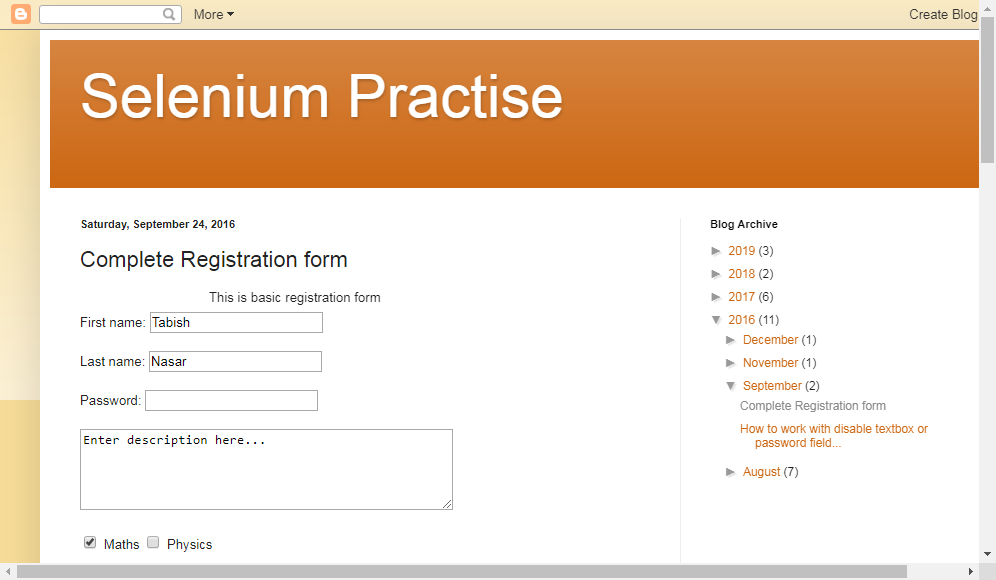 More
Create Blog
Selenium Practise
Saturday, September 24, 2016
Complete Registration form
This is basic registration form
First name: Tabish
Last name: Nasar
Password:
Enter description here...
Maths Physics
Blog Archive
► 2019 (3)
► 2018 (2)
► 2017 (6)
▼ 2016 (11)
► December (1)
► November (1)
▼ September (2)
Complete Registration form
How to work with disable textbox or
password field...
► August (7)